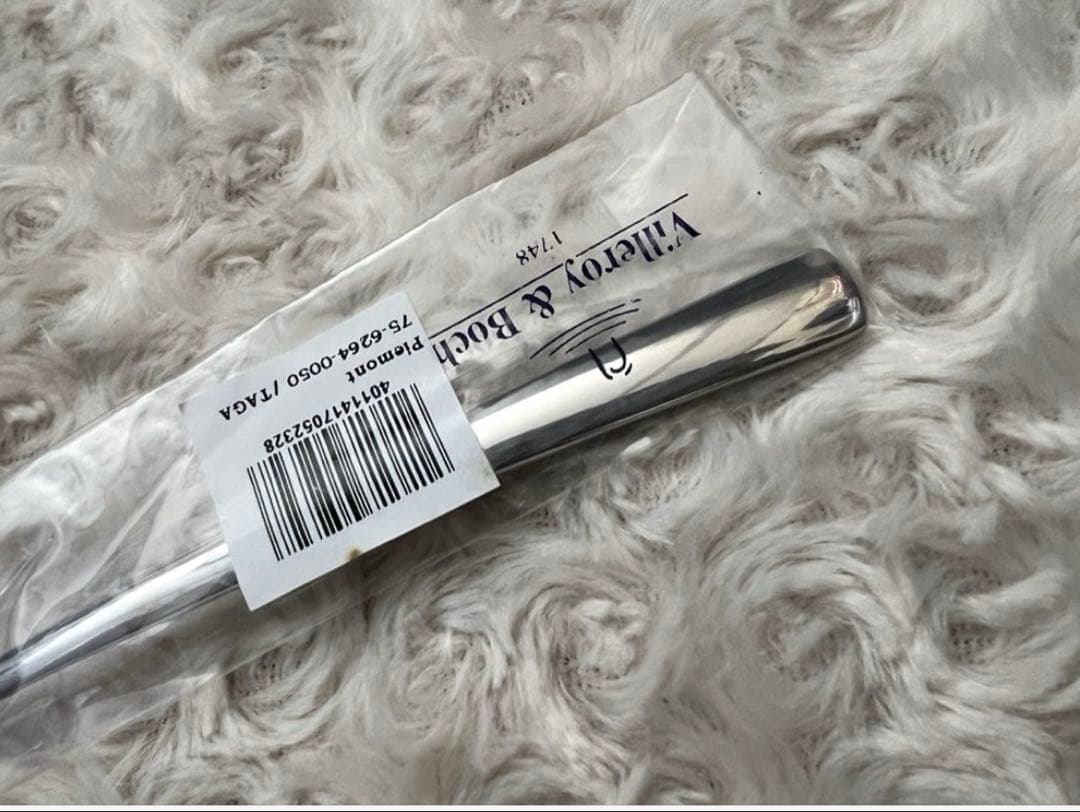 Villeroy & Boch
1748
75-6264-0050 / TAGA
Piemont
4011417052328